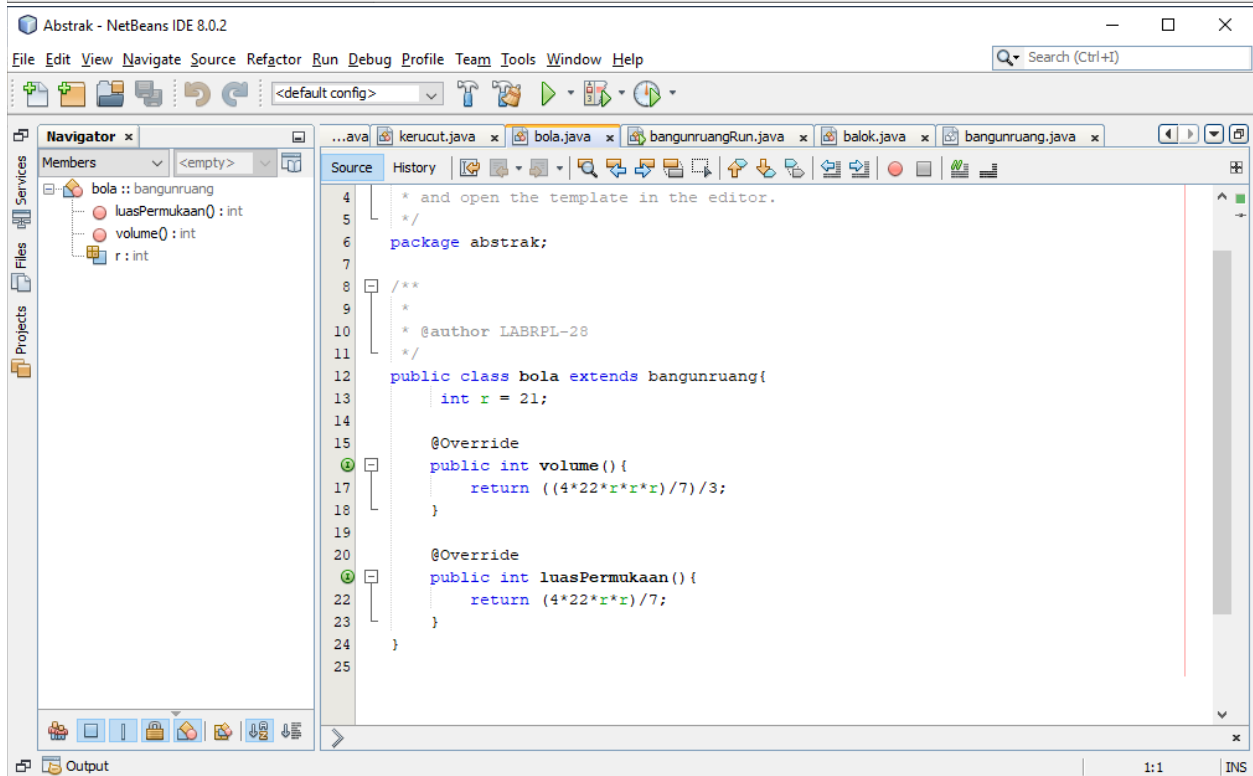 Abstrak - NetBeans IDE 8.0.2
File Edit View Navigate Source Refactor Run Debug Profile Team Tools Window Help
Search (Ctrl+I)
<default config>
Services
Files
Projects
Navigator
Members
<empty>
bola :: bangunruang
luasPermukaan() : int
volume() : int
r : int
...ava kerucut.java bola.java bangunruangRun.java balok.java bangunruang.java
Source History
4 * and open the template in the editor.
5 */
6 package abstrak;
7
8 /**
9 *
10 * @author LABRPL-28
11 */
12 public class bola extends bangunruang{
13 int r = 21;
14
15 @Override
public int volume(){
17 return ((4*22*r*r*r)/7)/3;
18 }
19
20 @Override
public int luasPermukaan(){
22 return (4*22*r*r)/7;
23 }
24 }
25
Output
1:1 INS